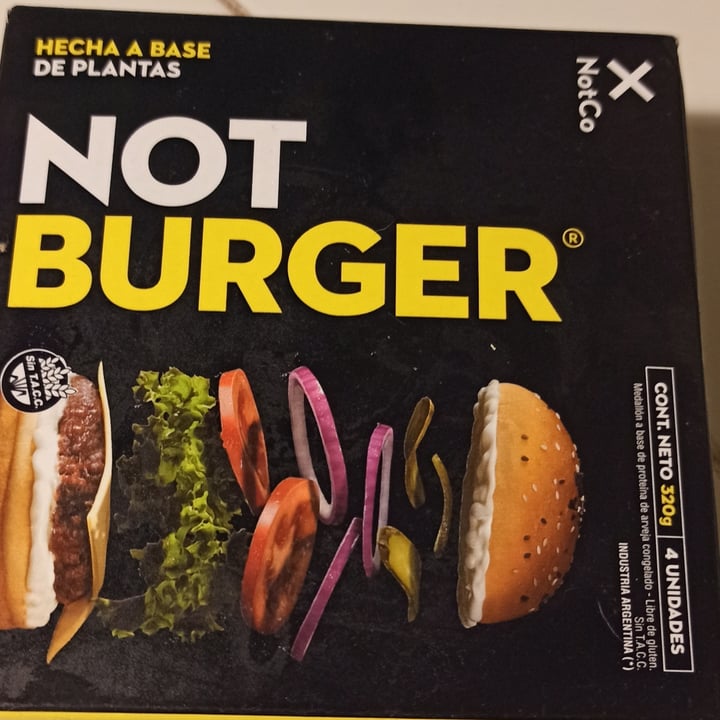 HECHA A BASE
DE PLANTAS
NotCo
NOT
BURGER®
Sin T.A.C.C.
CONT. NETO 320g
4 UNIDADES
Medallón a base de proteína de arveja congelado - Libre de gluten.
Sin T.A.C.C.
INDUSTRIA ARGENTINA (*)